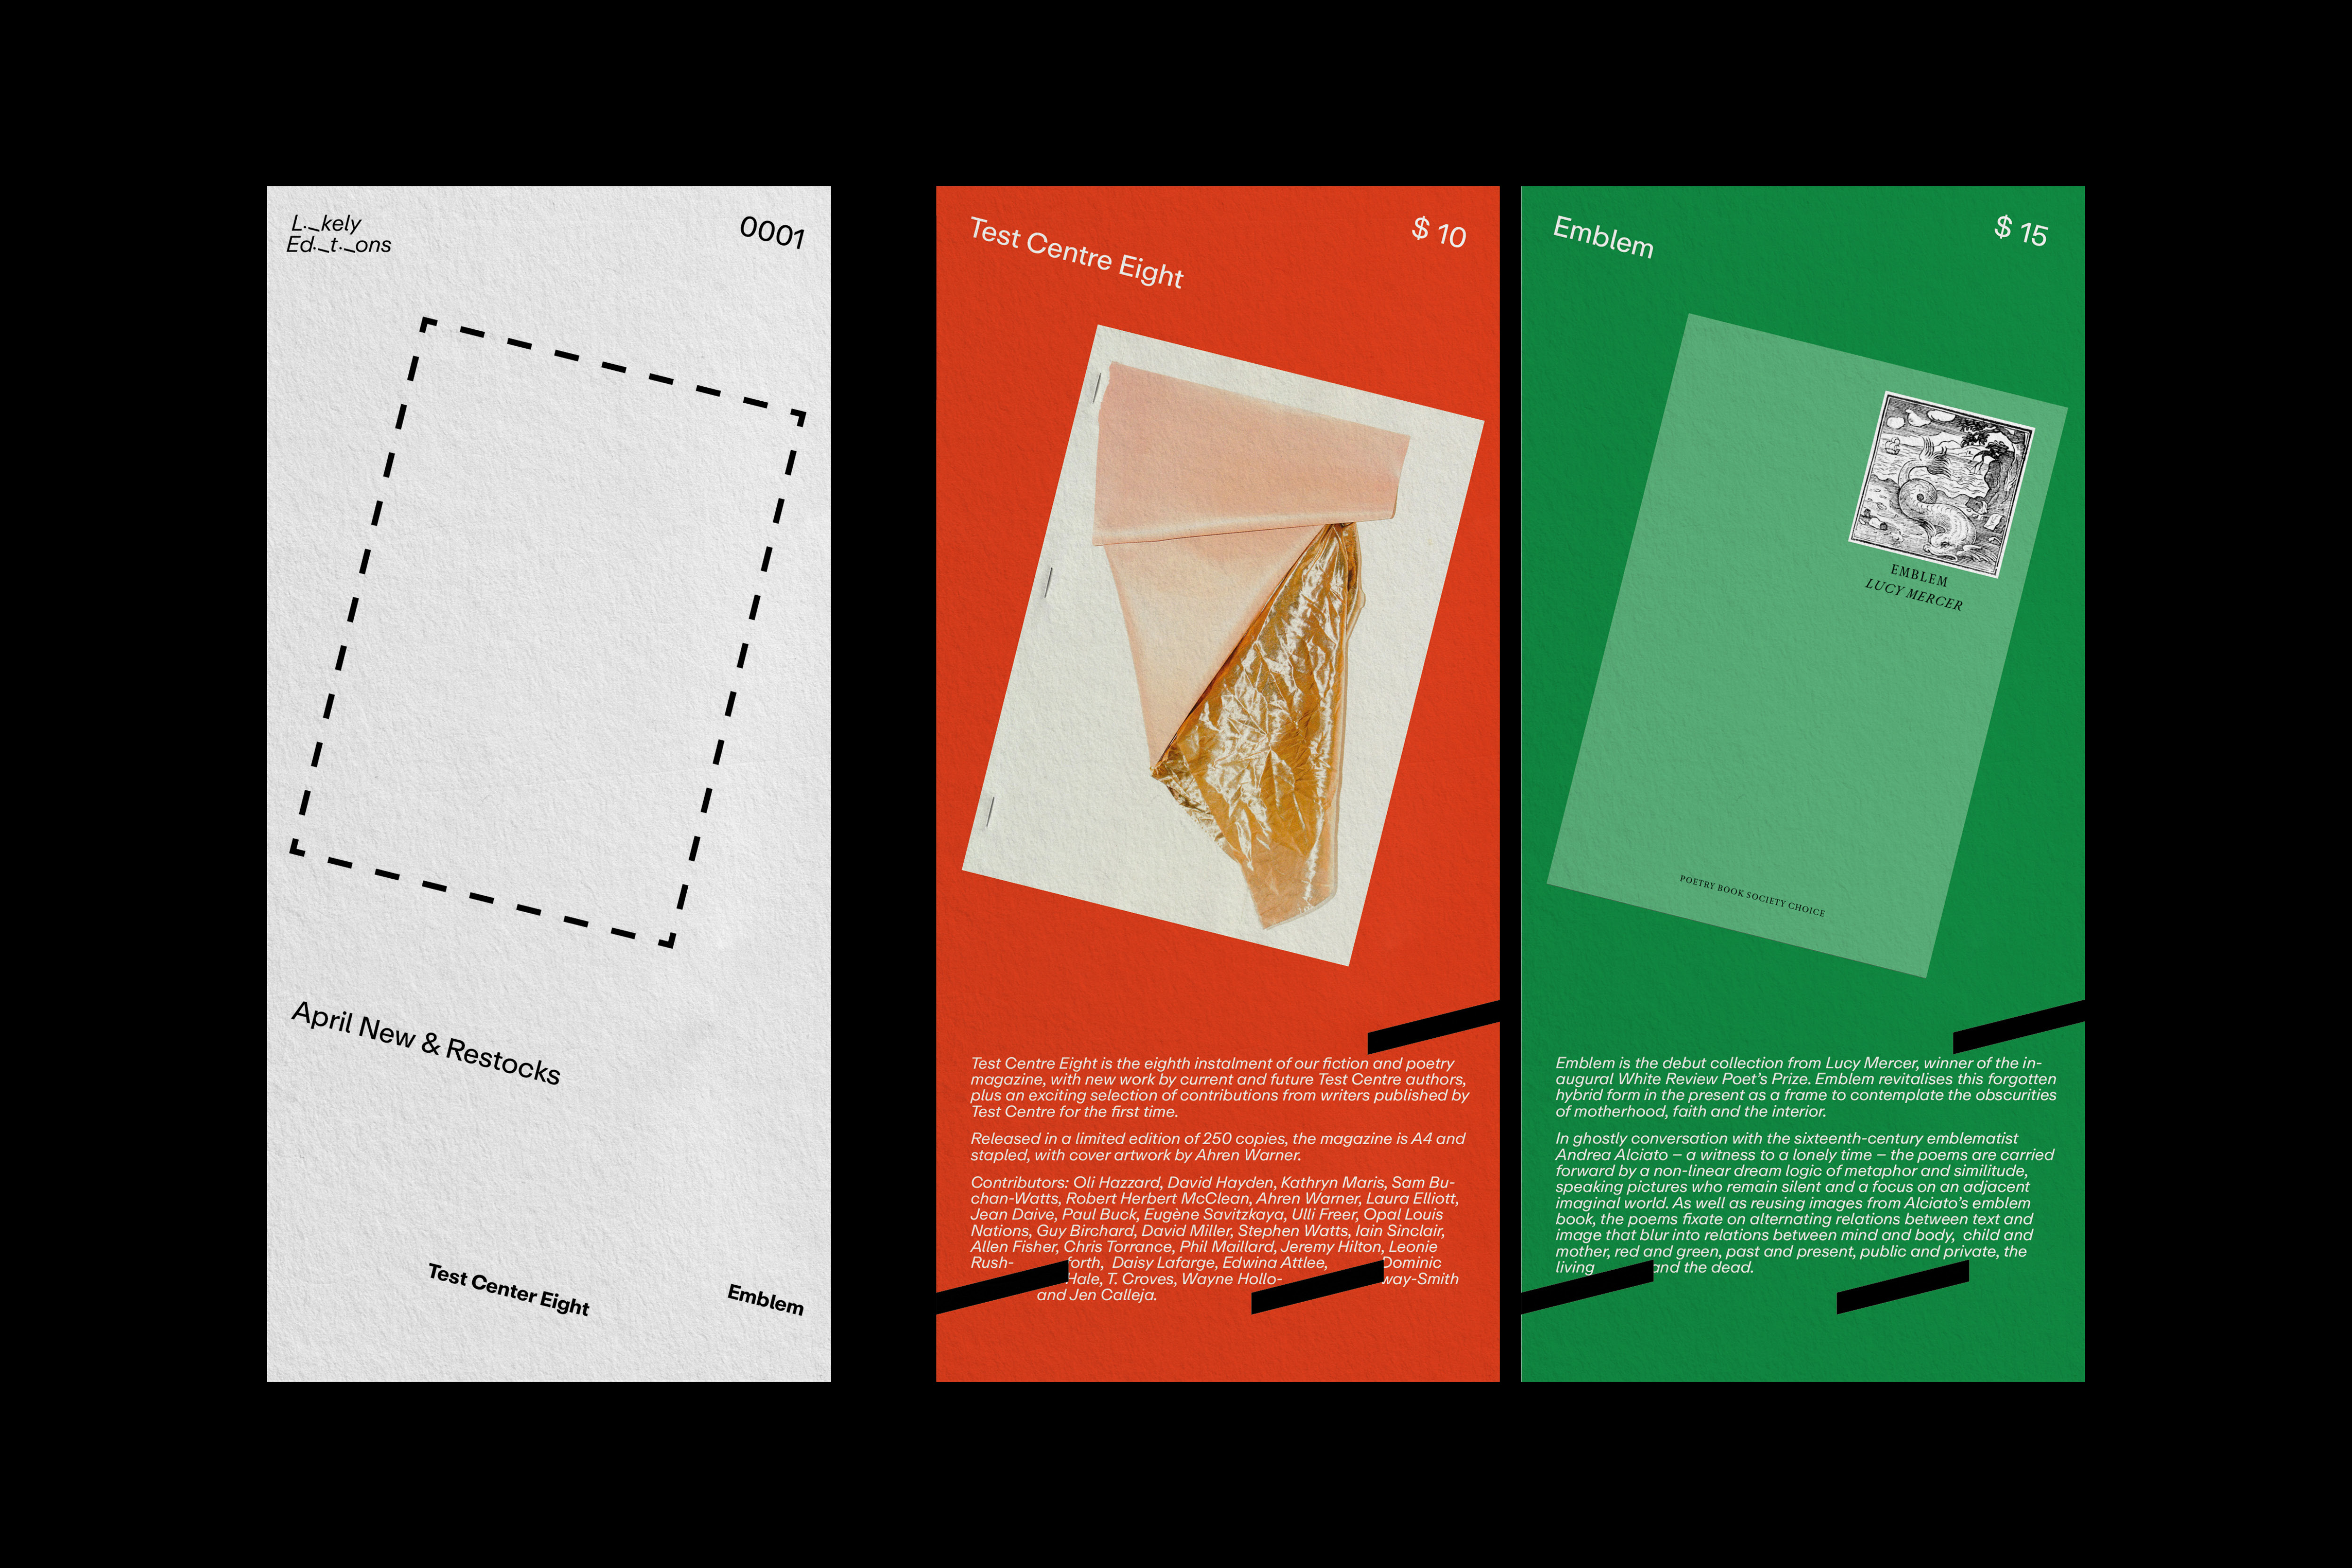 L._kely
Ed._t._ons
0001
April New & Restocks
Test Center Eight
Emblem
Test Centre Eight
$ 10
Test Centre Eight is the eighth instalment of our fiction and poetry
magazine, with new work by current and future Test Centre authors,
plus an exciting selection of contributions from writers published by
Test Centre for the first time.
Released in a limited edition of 250 copies, the magazine is A4 and
stapled, with cover artwork by Ahren Warner.
Contributors: Oli Hazzard, David Hayden, Kathryn Maris, Sam Bu-
chan-Watts, Robert Herbert McClean, Ahren Warner, Laura Elliott,
Jean Daive, Paul Buck, Eugène Savitzkaya, Ulli Freer, Opal Louis
Nations, Guy Birchard, David Miller, Stephen Watts, Iain Sinclair,
Allen Fisher, Chris Torrance, Phil Maillard, Jeremy Hilton, Leonie
Rush- forth, Daisy Lafarge, Edwina Attlee, Dominic
Hale, T. Croves, Wayne Hollo- way-Smith
and Jen Calleja.
Emblem
$ 15
EMBLEM
LUCY MERCER
POETRY BOOK SOCIETY CHOICE
Emblem is the debut collection from Lucy Mercer, winner of the in-
augural White Review Poet’s Prize. Emblem revitalises this forgotten
hybrid form in the present as a frame to contemplate the obscurities
of motherhood, faith and the interior.
In ghostly conversation with the sixteenth-century emblematist
Andrea Alciato – a witness to a lonely time – the poems are carried
forward by a non-linear dream logic of metaphor and similitude,
speaking pictures who remain silent and a focus on an adjacent
imaginal world. As well as reusing images from Alciato’s emblem
book, the poems fixate on alternating relations between text and
image that blur into relations between mind and body, child and
mother, red and green, past and present, public and private, the
living and the dead.